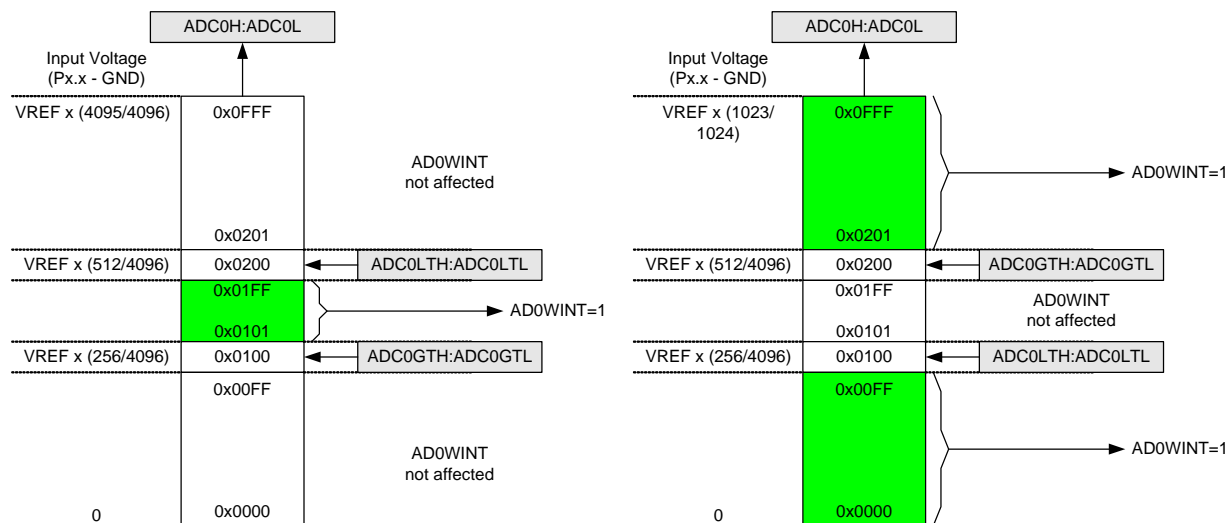 ADC0H:ADC0L
Input Voltage
(Px.x - GND)
VREF x (4095/4096)
0x0FFF
AD0WINT
not affected
0x0201
VREF x (512/4096)
0x0200
ADC0LTH:ADC0LTL
0x01FF
AD0WINT=1
0x0101
VREF x (256/4096)
0x0100
ADC0GTH:ADC0GTL
0x00FF
AD0WINT
not affected
0
0x0000
ADC0H:ADC0L
Input Voltage
(Px.x - GND)
VREF x (1023/
1024)
0x0FFF
AD0WINT=1
0x0201
VREF x (512/4096)
0x0200
ADC0GTH:ADC0GTL
0x01FF
AD0WINT
not affected
0x0101
VREF x (256/4096)
0x0100
ADC0LTH:ADC0LTL
0x00FF
AD0WINT=1
0
0x0000